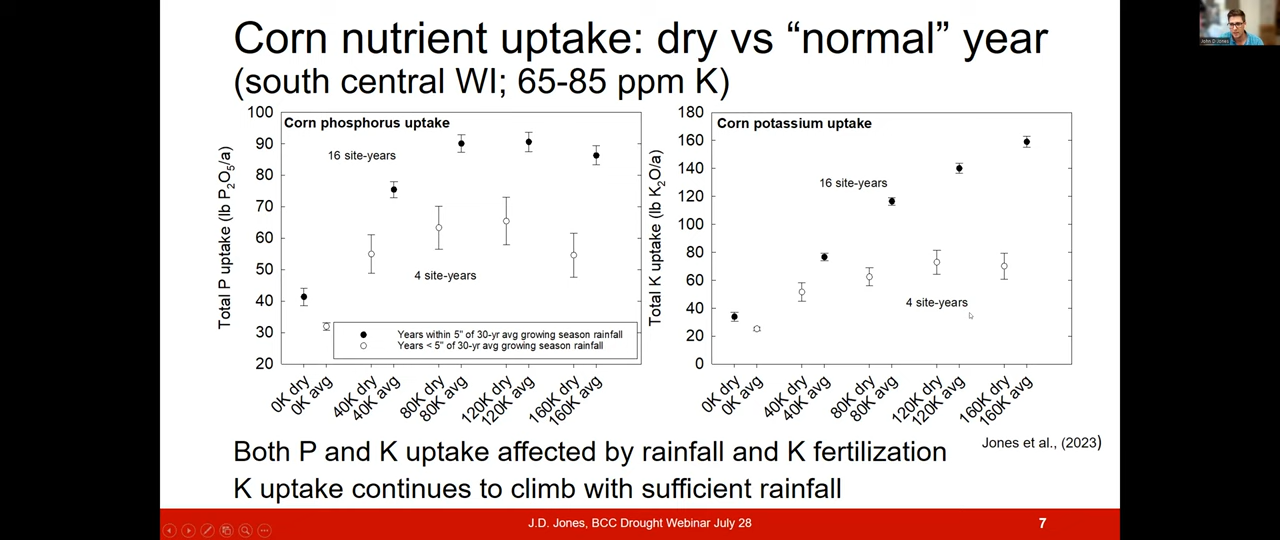 Corn nutrient uptake: dry vs “normal” year
(south central WI; 65-85 ppm K)
Corn phosphorus uptake
16 site-years
4 site-years
Total P uptake (lb P2O5/a)
100
90
80
70
60
50
40
30
20
Years within 5" of 30-yr avg growing season rainfall
Years < 5" of 30-yr avg growing season rainfall
0K dry
0K avg
40K dry
40K avg
80K dry
80K avg
120K dry
120K avg
160K dry
160K avg
Corn potassium uptake
16 site-years
4 site-years
Total K uptake (lb K2O/a)
180
160
140
120
100
80
60
40
20
0
0K dry
0K avg
40K dry
40K avg
80K dry
80K avg
120K dry
120K avg
160K dry
160K avg
Jones et al., (2023)
Both P and K uptake affected by rainfall and K fertilization
K uptake continues to climb with sufficient rainfall
J.D. Jones, BCC Drought Webinar July 28
7
John D Jones